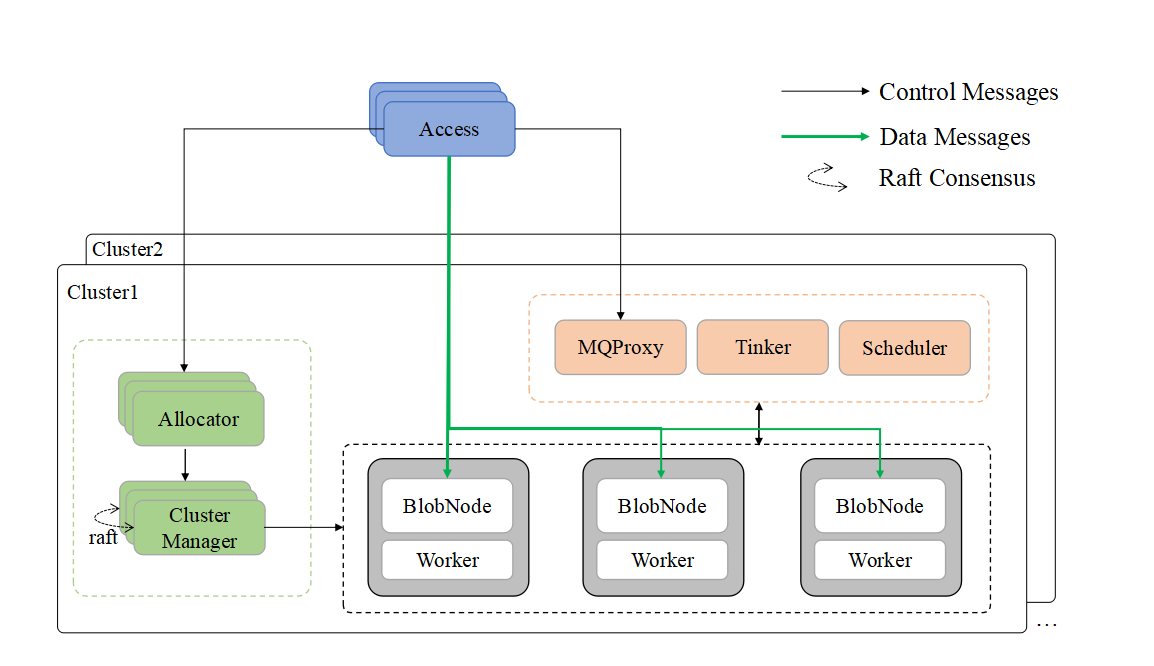 Access
Control Messages
Data Messages
Raft Consensus
Cluster2
Cluster1
MQProxy
Tinker
Scheduler
Allocator
Cluster
Manager
raft
BlobNode
Worker
BlobNode
Worker
BlobNode
Worker
...